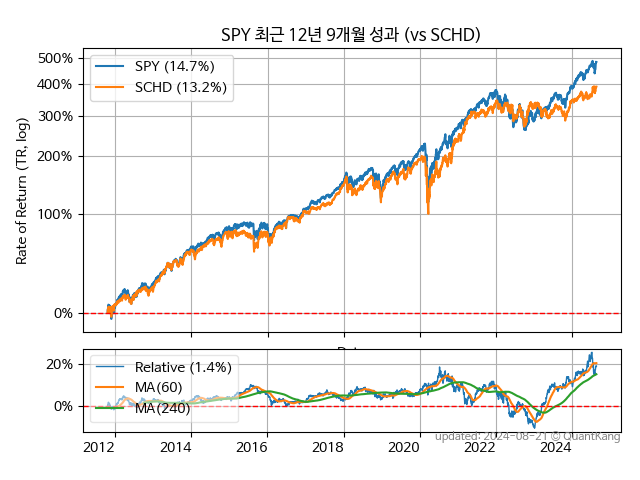 SPY 최근 12년 9개월 성과 (vs SCHD)
SPY (14.7%)
SCHD (13.2%)
Rate of Return (TR, log)
500%
400%
300%
200%
100%
0%
Relative (1.4%)
MA(60)
MA(240)
20%
0%
2012 2014 2016 2018 2020 2022 2024
updated: 2024-08-21 © QuantKang